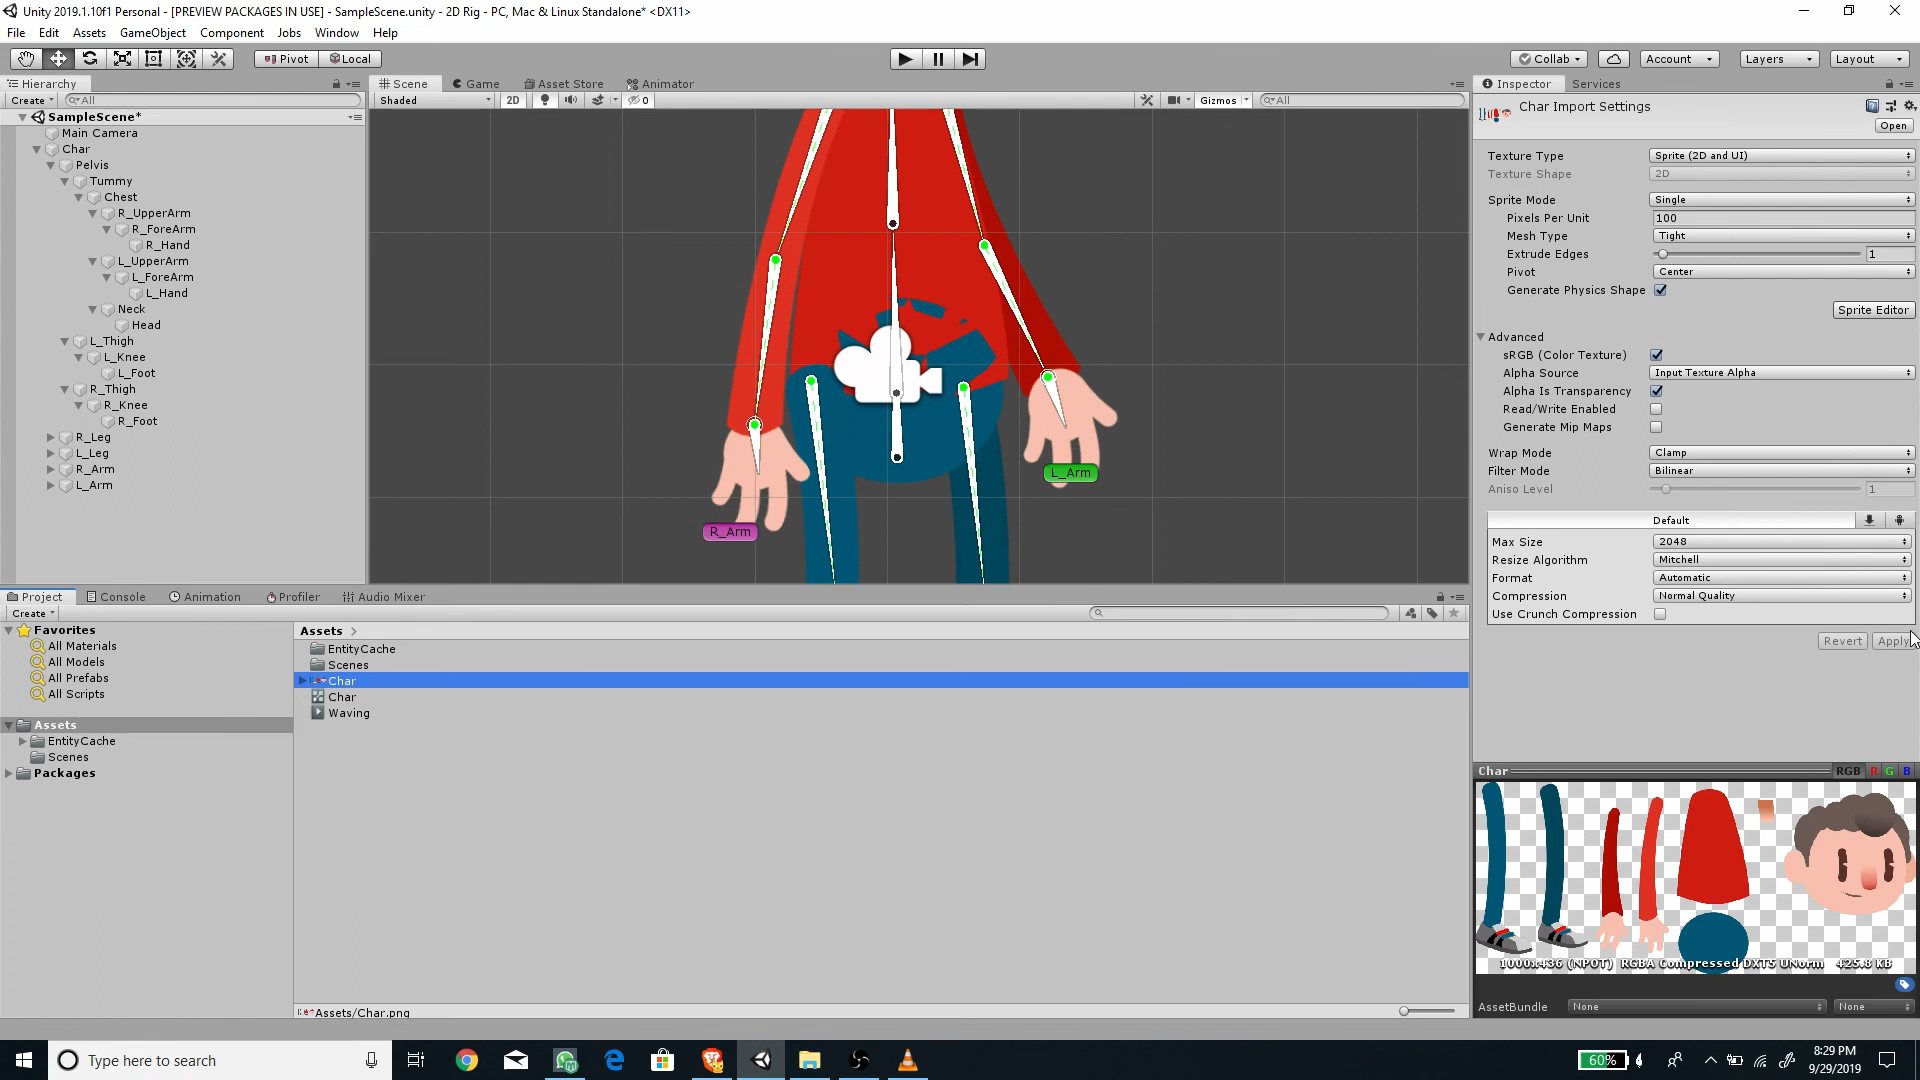 Unity 2019.1.10f1 Personal - [PREVIEW PACKAGES IN USE] - SampleScene.unity - 2D Rig - PC, Mac & Linux Standalone* <DX11>
File Edit Assets GameObject Component Jobs Window Help
Pivot Local Collab Account Layers Layout
Hierarchy
Create All
SampleScene*
Main Camera
Char
Pelvis
Tummy
Chest
R_UpperArm
R_ForeArm
R_Hand
L_UpperArm
L_ForeArm
L_Hand
Neck
Head
L_Thigh
L_Knee
L_Foot
R_Thigh
R_Knee
R_Foot
R_Leg
L_Leg
R_Arm
L_Arm
Scene Game Asset Store Animator
Shaded 2D 0 Gizmos All
L_Arm
R_Arm
Inspector Services
Char Import Settings
Open
Texture Type Sprite (2D and UI)
Texture Shape 2D
Sprite Mode Single
Pixels Per Unit 100
Mesh Type Tight
Extrude Edges 1
Pivot Center
Generate Physics Shape
Sprite Editor
Advanced
sRGB (Color Texture)
Alpha Source Input Texture Alpha
Alpha Is Transparency
Read/Write Enabled
Generate Mip Maps
Wrap Mode Clamp
Filter Mode Bilinear
Aniso Level 1
Default
Max Size 2048
Resize Algorithm Mitchell
Format Automatic
Compression Normal Quality
Use Crunch Compression
Revert Apply
Project Console Animation Profiler Audio Mixer
Create
Favorites
All Materials
All Models
All Prefabs
All Scripts
Assets
EntityCache
Scenes
Packages
Assets
EntityCache
Scenes
Char
Char
Waving
Assets/Char.png
Char RGB R G B
1000x436 (NPOT) RGBA Compressed DXT5 UNorm 425.8 KB
AssetBundle None None
Type here to search
60%
8:29 PM
9/29/2019